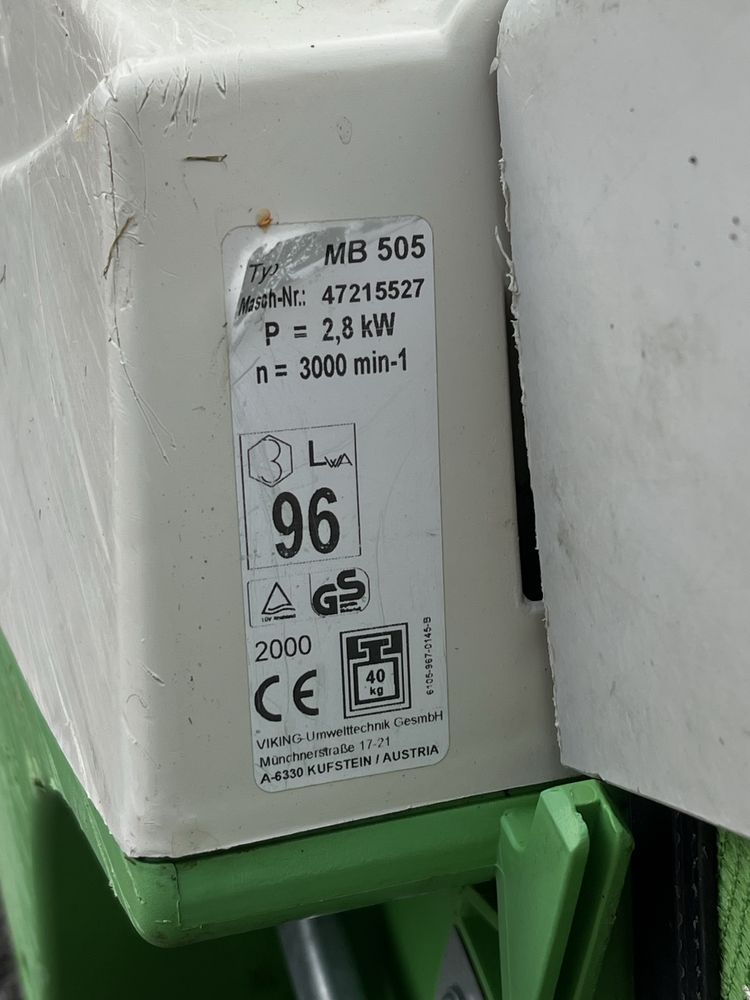 Typ MB 505
Masch-Nr.: 47215527
P = 2,8 kW
n = 3000 min-1
3 LWA
96
GS
2000
CE
40
kg
6105-967-0145-B
VIKING-Umwelttechnik GesmbH
Münchnerstraße 17-21
A-6330 KUFSTEIN / AUSTRIA